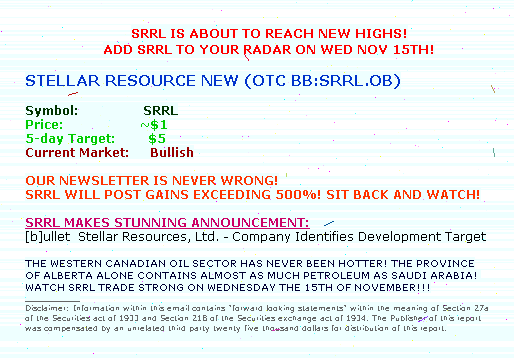 SRRL IS ABOUT TO REACH NEW HIGHS!
ADD SRRL TO YOUR RADAR ON WED NOV 15TH!
STELLAR RESOURCE NEW (OTC BB:SRRL.OB)
Symbol: SRRL
Price: ~$1
5-day Target: $5
Current Market: Bullish
OUR NEWSLETTER IS NEVER WRONG!
SRRL WILL POST GAINS EXCEEDING 500%! SIT BACK AND WATCH!
SRRL MAKES STUNNING ANNOUNCEMENT:
[b]ullet Stellar Resources, Ltd. - Company Identifies Development Target
THE WESTERN CANADIAN OIL SECTOR HAS NEVER BEEN HOTTER! THE PROVINCE
OF ALBERTA ALONE CONTAINS ALMOST AS MUCH PETROLEUM AS SAUDI ARABIA!
WATCH SRRL TRADE STRONG ON WEDNESDAY THE 15TH OF NOVEMBER!!!
Disclaimer: Information within this email contains "forward looking statements" within the meaning of Section 27a
of the Securities act of 1933 and Section 21B of the Securities exchange act of 1934. The Publisher of this report
was compensated by an unrelated third party twenty five thousand dollars for distribution of this report.